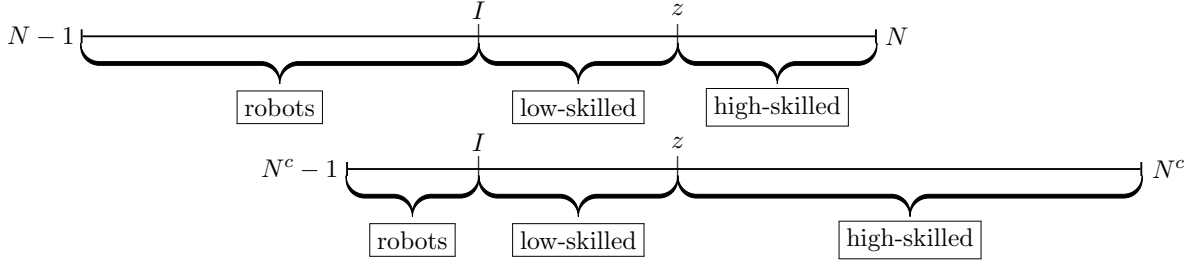 I z
N − 1 N
robots low-skilled high-skilled
I z
N^c − 1 N^c
robots low-skilled high-skilled